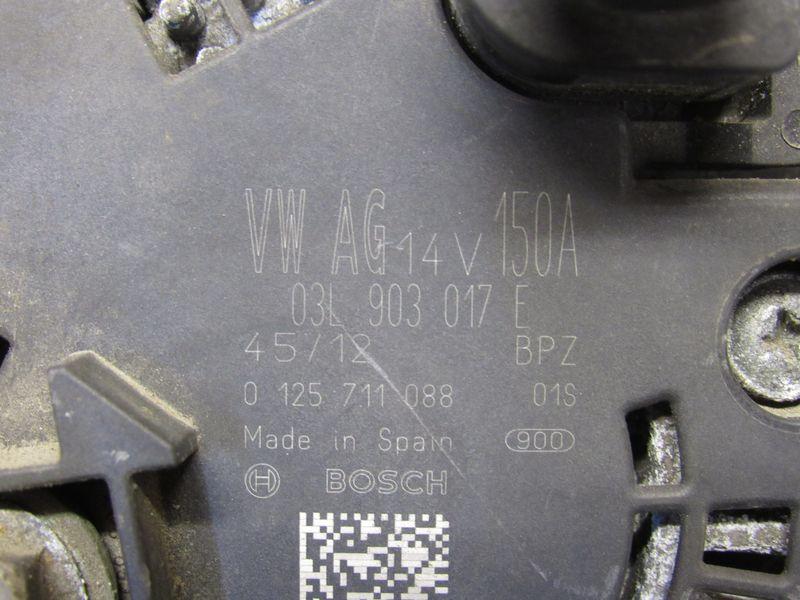 VW AG 14V 150A
03L 903 017 E
45/12 BPZ
0 125 711 088 01S
Made in Spain 900
BOSCH